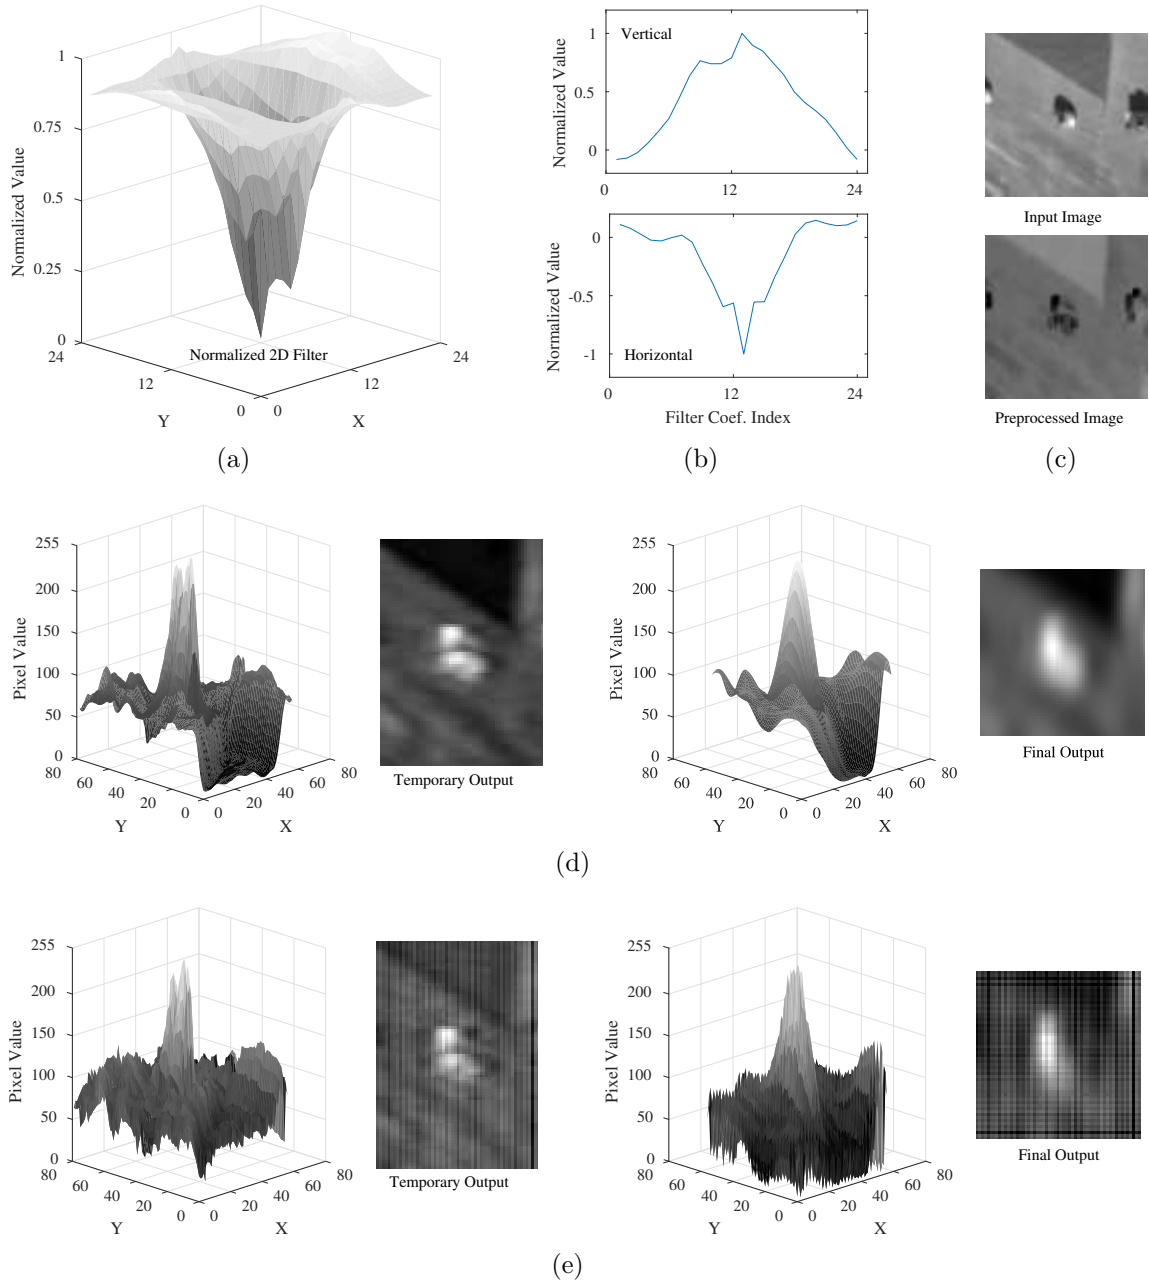 1
0.75
0.5
0.25
0
Normalized Value
24
12
0
Y
0
12
24
X
Normalized 2D Filter
(a)
Vertical
1
0.5
0
Normalized Value
0
12
24
0
-0.5
-1
Normalized Value
Horizontal
0
12
24
Filter Coef. Index
(b)
Input Image
Preprocessed Image
(c)
255
200
150
100
50
0
Pixel Value
80
60
40
20
0
Y
0
20
40
60
80
X
Temporary Output
255
200
150
100
50
0
Pixel Value
80
60
40
20
0
Y
0
20
40
60
80
X
Final Output
(d)
255
200
150
100
50
0
Pixel Value
80
60
40
20
0
Y
0
20
40
60
80
X
Temporary Output
255
200
150
100
50
0
Pixel Value
80
60
40
20
0
Y
0
20
40
60
80
X
Final Output
(e)